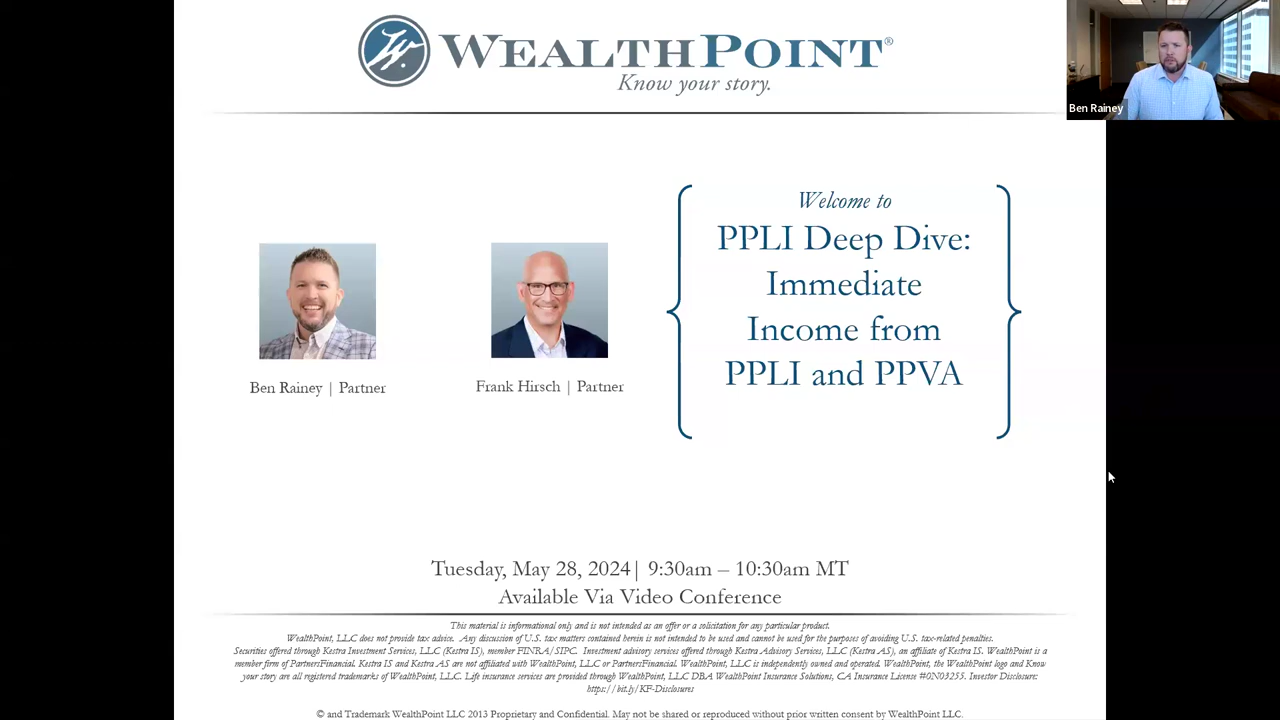 WEALTHPOINT®
Know your story.
Ben Rainey
Welcome to
PPLI Deep Dive:
Immediate
Income from
PPLI and PPVA
Ben Rainey | Partner
Frank Hirsch | Partner
Tuesday, May 28, 2024| 9:30am – 10:30am MT
Available Via Video Conference
This material is informational only and is not intended as an offer or a solicitation for any particular product.
WealthPoint, LLC does not provide tax advice. Any discussion of U.S. tax matters contained herein is not intended to be used and cannot be used for the purposes of avoiding U.S. tax-related penalties.
Securities offered through Kestra Investment Services, LLC (Kestra IS), member FINRA/SIPC. Investment advisory services offered through Kestra Advisory Services, LLC (Kestra AS), an affiliate of Kestra IS. WealthPoint is a
member firm of PartnersFinancial. Kestra IS and Kestra AS are not affiliated with WealthPoint, LLC or PartnersFinancial. WealthPoint, LLC is independently owned and operated. WealthPoint, the WealthPoint logo and Know
your story are all registered trademarks of WealthPoint, LLC. Life insurance services are provided through WealthPoint, LLC DBA WealthPoint Insurance Solutions, CA Insurance License #0N03255. Investor Disclosure:
https://bit.ly/KF-Disclosures
© and Trademark WealthPoint LLC 2013 Proprietary and Confidential. May not be shared or reproduced without prior written consent by WealthPoint LLC.